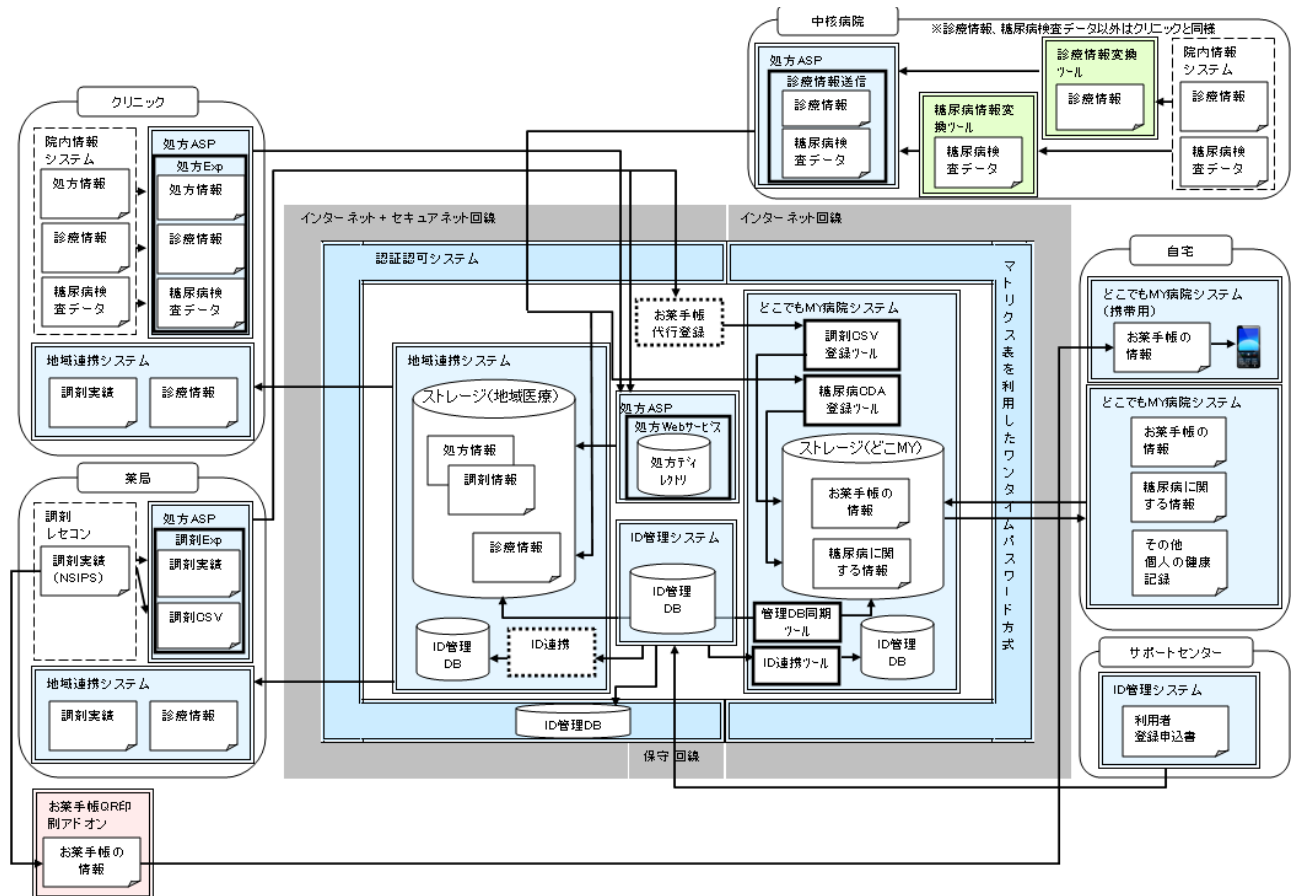 中核病院
※診療情報、糖尿病検査データ以外はクリニックと同様
処方ASP
診療情報送信
診療情報
糖尿病検
査データ
診療情報変換
ツール
診療情報
糖尿病情報変
換ツール
糖尿病検
査データ
院内情報
システム
診療情報
糖尿病検
査データ
クリニック
院内情報
システム
処方情報
診療情報
糖尿病検
査データ
処方ASP
処方Exp
処方情報
診療情報
糖尿病検
査データ
地域連携システム
調剤実績
診療情報
薬局
調剤
レセコン
調剤実績
(NSIPS)
処方ASP
調剤Exp
調剤実績
調剤CSV
地域連携システム
調剤実績
診療情報
お薬手帳QR印
刷アドオン
お薬手帳の
情報
インターネット+セキュアネット回線
インターネット回線
認証認可システム
マトリクス表を利用したワンタイムパスワード方式
お薬手帳
代行登録
地域連携システム
ストレージ(地域医療)
処方情報
調剤情報
診療情報
ID管理
DB
ID連携
処方ASP
処方Webサービス
処方ディ
レクトリ
ID管理システム
ID管理
DB
どこでもMY病院システム
調剤CSV
登録ツール
糖尿病CDA
登録ツール
ストレージ(どこMY)
お薬手帳の
情報
糖尿病に関
する情報
管理DB同期
ツール
ID連携ツール
ID管理
DB
ID管理DB
保守回線
自宅
どこでもMY病院システム
(携帯用)
お薬手帳の
情報
どこでもMY病院システム
お薬手帳の
情報
糖尿病に関
する情報
その他
個人の健康
記録
サポートセンター
ID管理システム
利用者
登録申込書